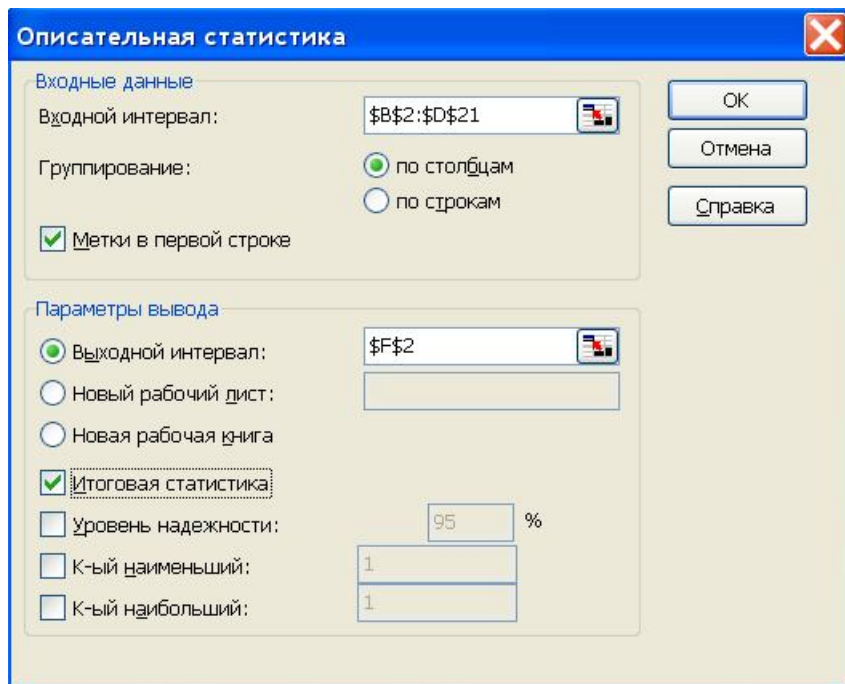 Описательная статистика
Входные данные
Входной интервал: $B$2:$D$21
Группирование: по столбцам
по строкам
Метки в первой строке
OK
Отмена
Справка
Параметры вывода
Выходной интервал: $F$2
Новый рабочий лист:
Новая рабочая книга
Итоговая статистика
Уровень надежности: 95 %
К-ый наименьший: 1
К-ый наибольший: 1